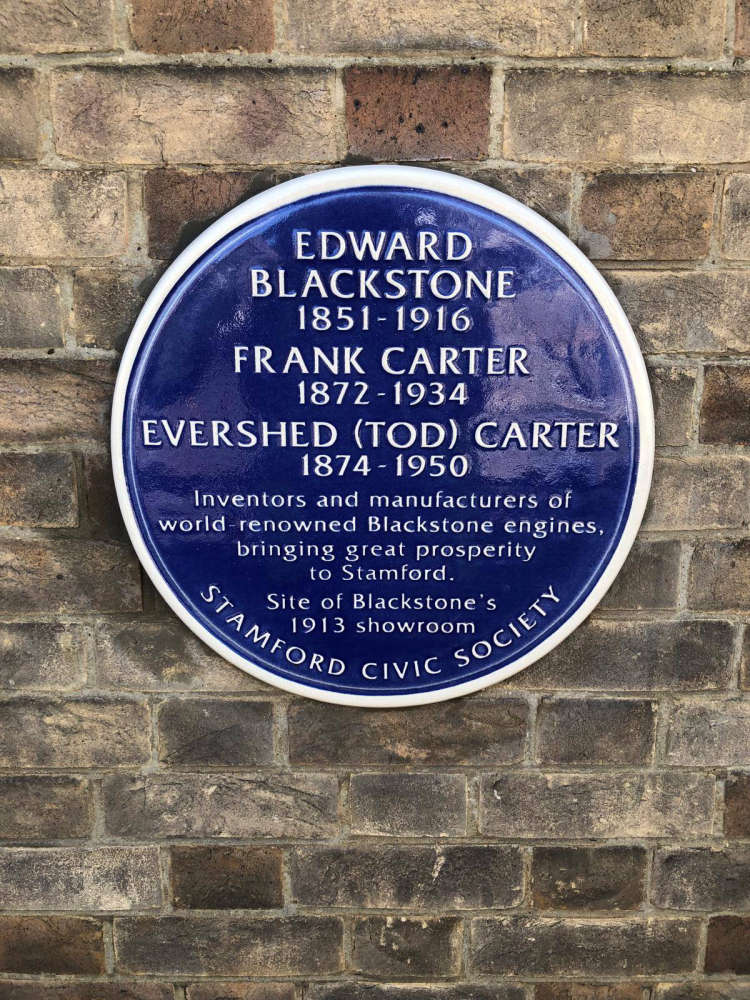 EDWARD
BLACKSTONE
1851-1916
FRANK CARTER
1872-1934
EVERSHED (TOD) CARTER
1874-1950
Inventors and manufacturers of
world-renowned Blackstone engines,
bringing great prosperity
to Stamford.
Site of Blackstone's
1913 showroom
STAMFORD CIVIC SOCIETY